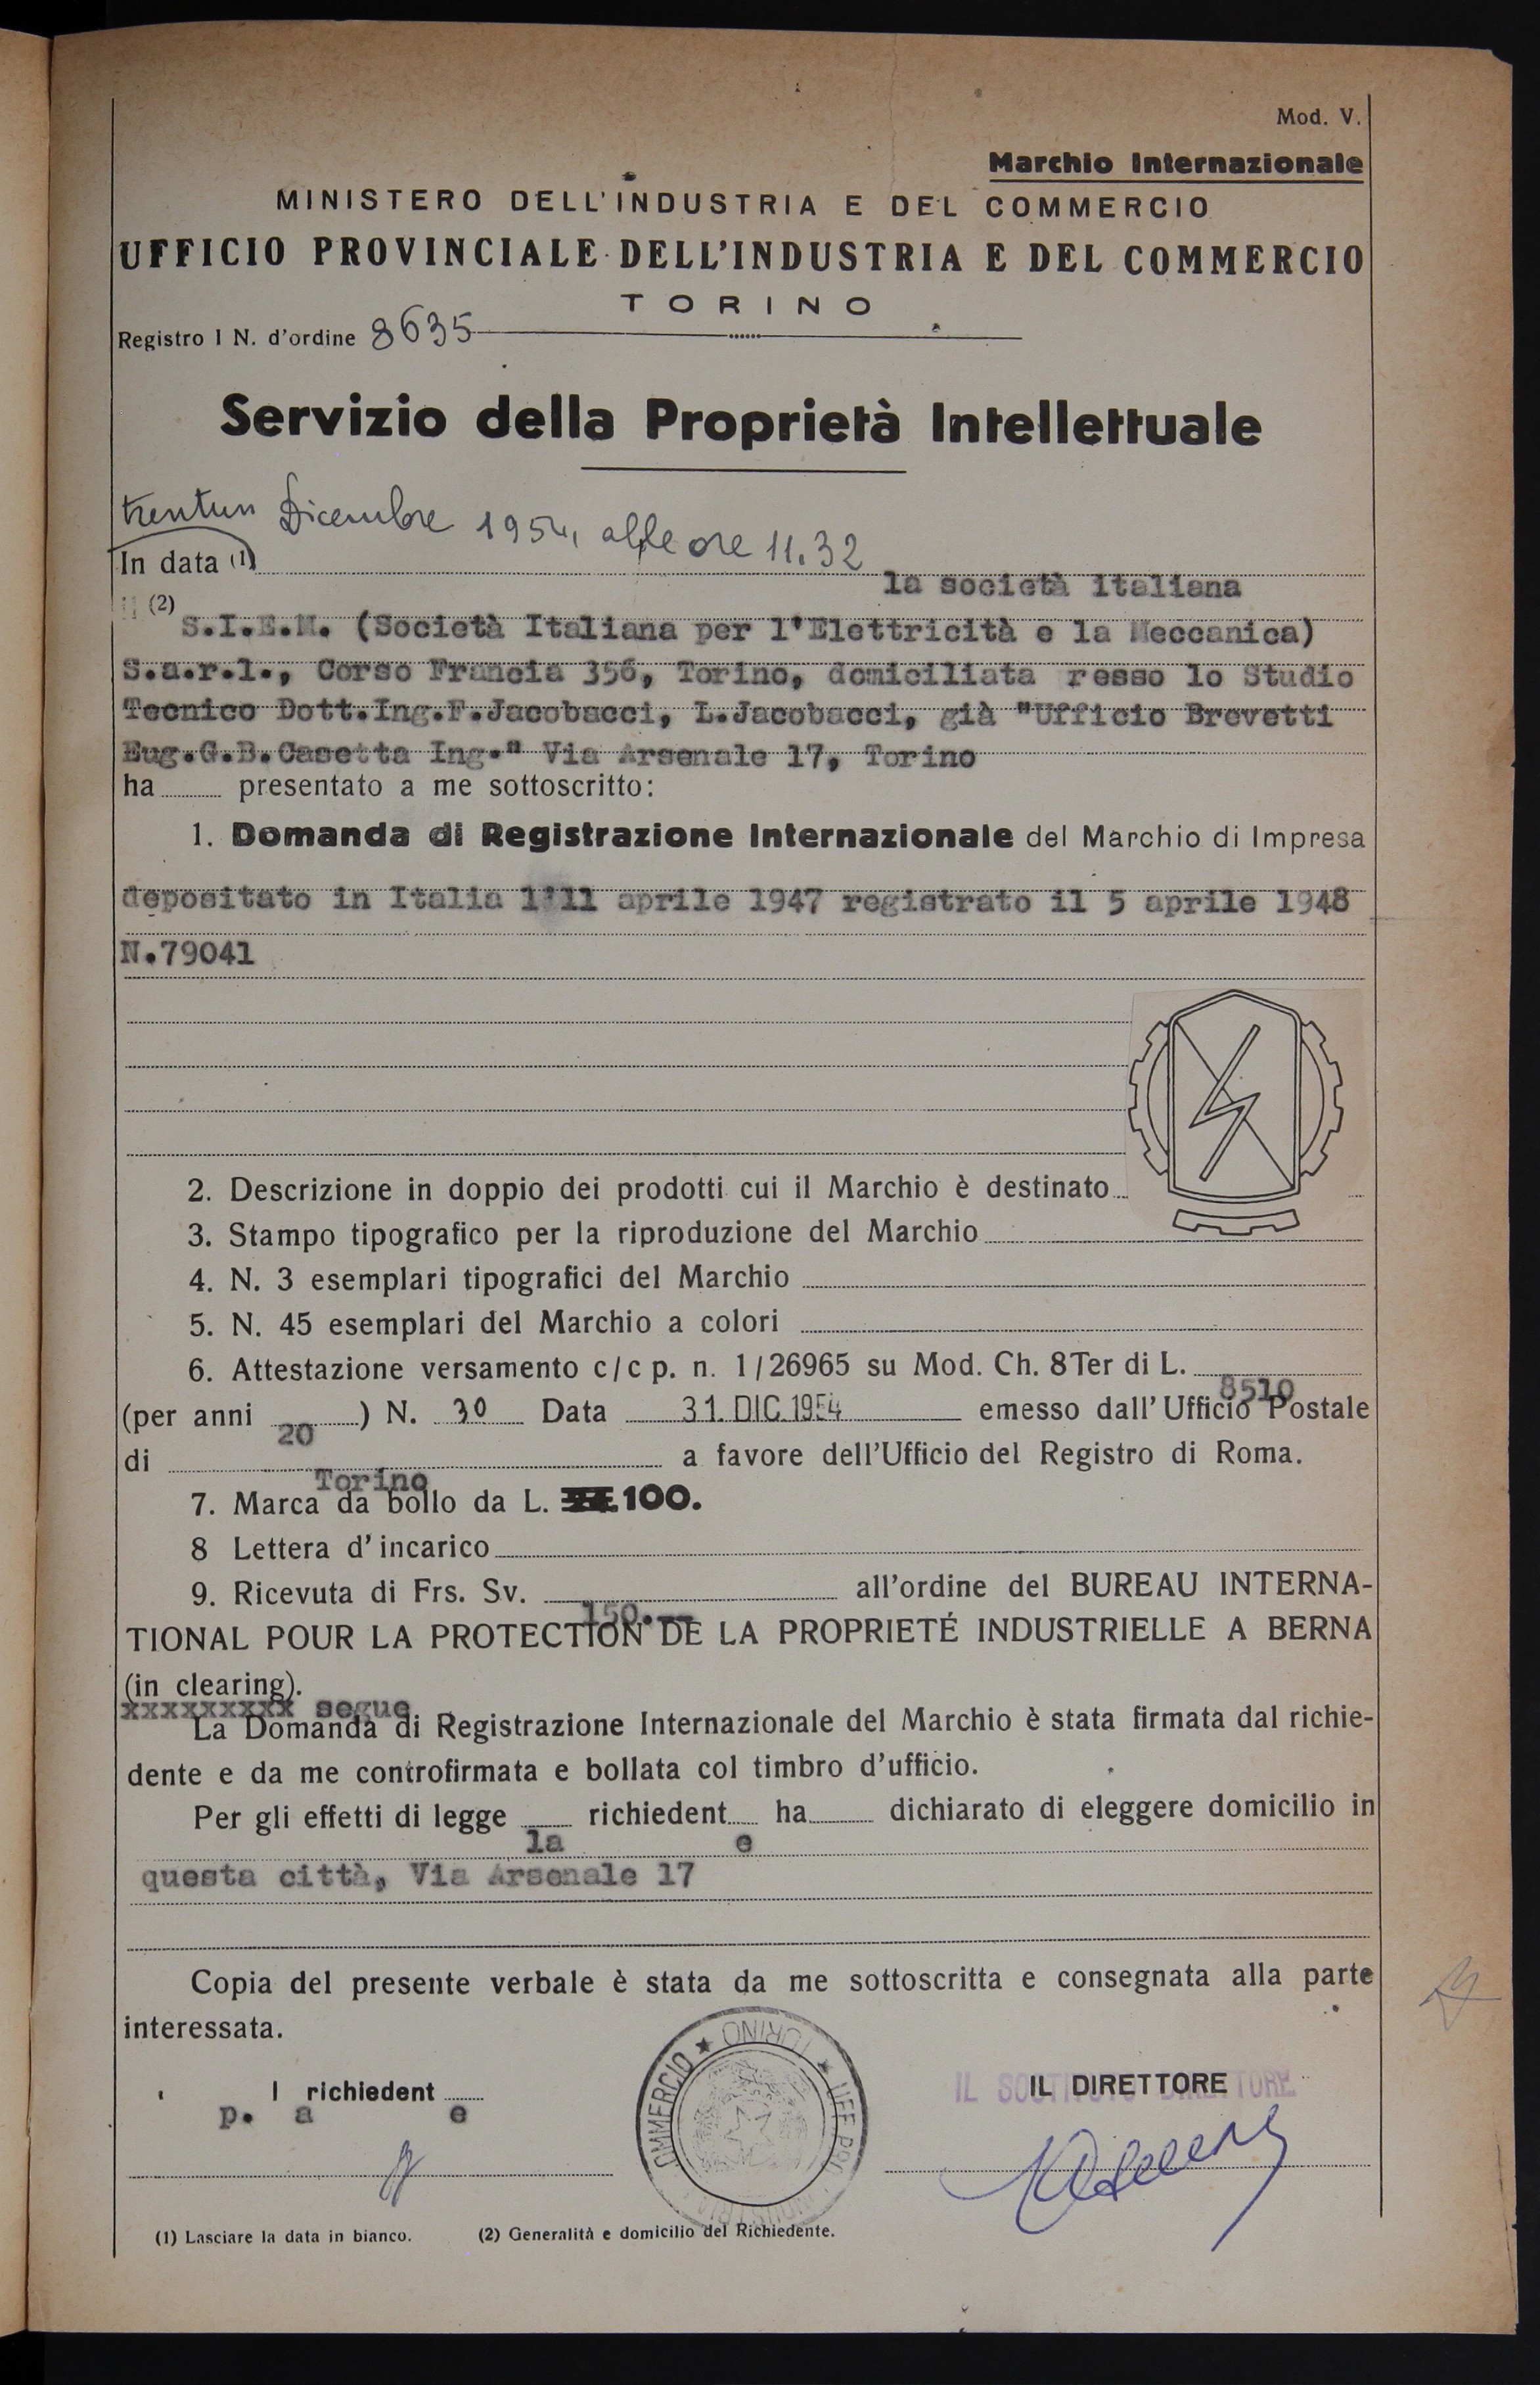 Mod. V.
Marchio Internazionale
MINISTERO DELL'INDUSTRIA E DEL COMMERCIO
UFFICIO PROVINCIALE DELL'INDUSTRIA E DEL COMMERCIO
TORINO
Registro I N. d'ordine 8635
Servizio della Proprietà Intellettuale
trentun Dicembre 1954, alle ore 11.32
In data (1)
la società italiana
(2)
S.I.E.M. (Società Italiana per l'Elettricità e la Meccanica)
S.a.r.l., Corso Francia 356, Torino, domiciliata resso lo Studio
Tecnico Dott.Ing.F.Jacobacci, L.Jacobacci, già "Ufficio Brevetti
Eug.G.B.Casetta Ing." Via Arsenale 17, Torino
ha presentato a me sottoscritto:
1. Domanda di Registrazione Internazionale del Marchio di Impresa
depositato in Italia l'11 aprile 1947 registrato il 5 aprile 1948
N.79041
2. Descrizione in doppio dei prodotti cui il Marchio è destinato
3. Stampo tipografico per la riproduzione del Marchio
4. N. 3 esemplari tipografici del Marchio
5. N. 45 esemplari del Marchio a colori
6. Attestazione versamento c/c p. n. 1/26965 su Mod. Ch. 8Ter di L.
8510
(per anni 20 ) N. 30 Data 31. DIC. 1954 emesso dall'Ufficio Postale
di Torino a favore dell'Ufficio del Registro di Roma.
7. Marca da bollo da L. 100.
8 Lettera d'incarico
9. Ricevuta di Frs. Sv. 150.-- all'ordine del BUREAU INTERNA-
TIONAL POUR LA PROTECTION DE LA PROPRIETÉ INDUSTRIELLE A BERNA
(in clearing).
xxxxxxxxx segue
La Domanda di Registrazione Internazionale del Marchio è stata firmata dal richie-
dente e da me controfirmata e bollata col timbro d'ufficio.
Per gli effetti di legge la richiedent e ha dichiarato di eleggere domicilio in
questa città, Via Arsenale 17
Copia del presente verbale è stata da me sottoscritta e consegnata alla parte
interessata.
I richiedent
p. a e
IL SOSTITUTO DIRETTORE
IL DIRETTORE
COMMERCIO ★ TORINO ★ UFF. PRO
(1) Lasciare la data in bianco. (2) Generalità e domicilio del Richiedente.